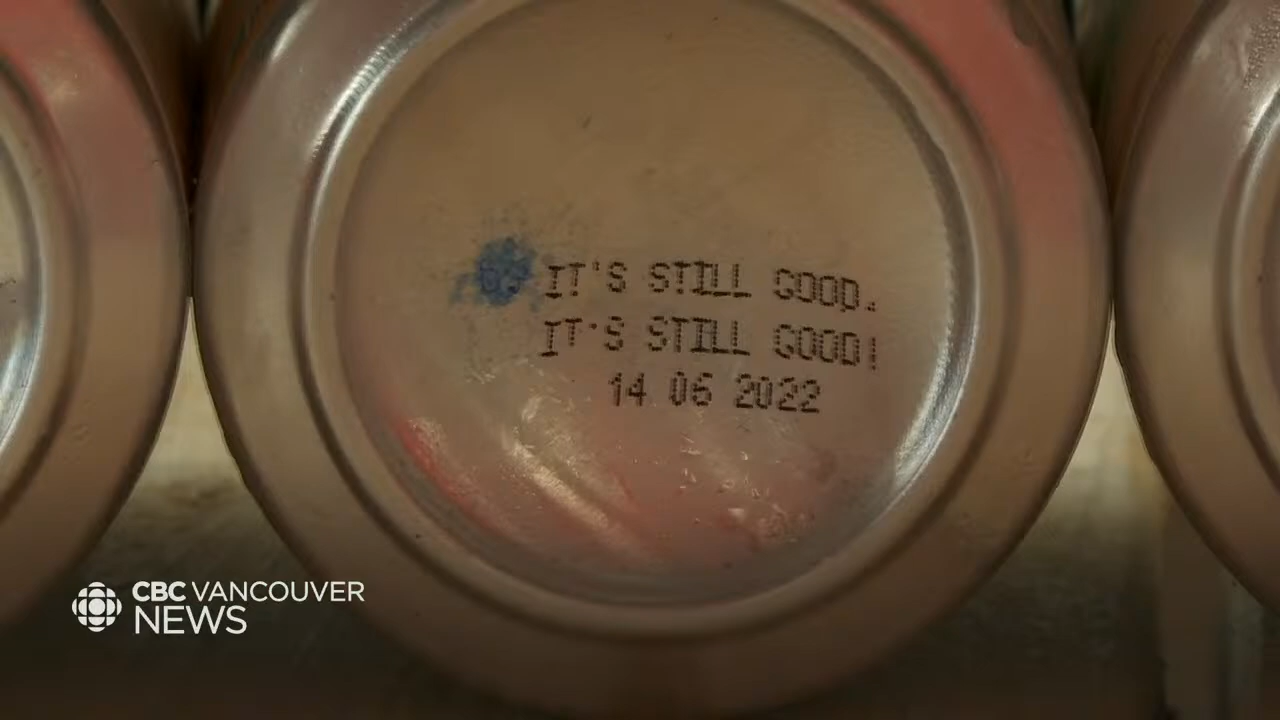 IT'S STILL GOOD.
IT'S STILL GOOD!
14 06 2022
CBC VANCOUVER
NEWS